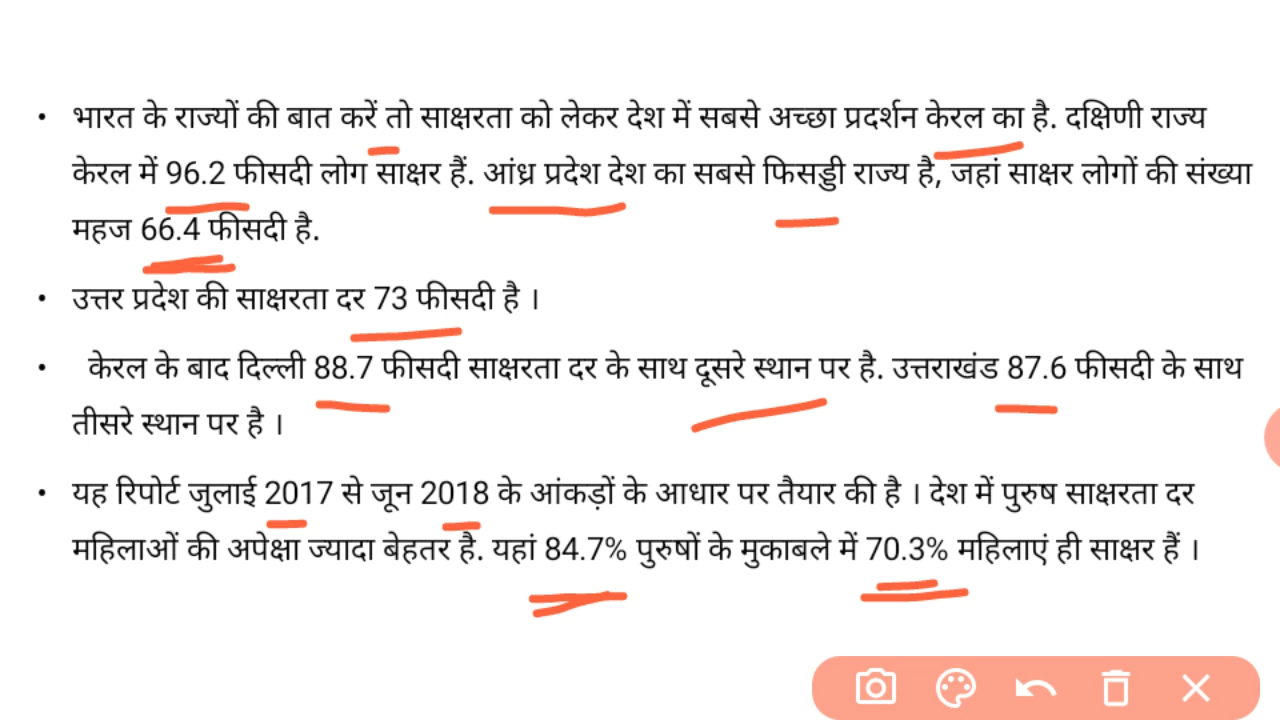 • भारत के राज्यों की बात करें तो साक्षरता को लेकर देश में सबसे अच्छा प्रदर्शन केरल का है. दक्षिणी राज्य
केरल में 96.2 फीसदी लोग साक्षर हैं. आंध्र प्रदेश देश का सबसे फिसड्डी राज्य है, जहां साक्षर लोगों की संख्या
महज 66.4 फीसदी है.
• उत्तर प्रदेश की साक्षरता दर 73 फीसदी है ।
• केरल के बाद दिल्ली 88.7 फीसदी साक्षरता दर के साथ दूसरे स्थान पर है. उत्तराखंड 87.6 फीसदी के साथ
तीसरे स्थान पर है ।
• यह रिपोर्ट जुलाई 2017 से जून 2018 के आंकड़ों के आधार पर तैयार की है । देश में पुरुष साक्षरता दर
महिलाओं की अपेक्षा ज्यादा बेहतर है. यहां 84.7% पुरुषों के मुकाबले में 70.3% महिलाएं ही साक्षर हैं ।